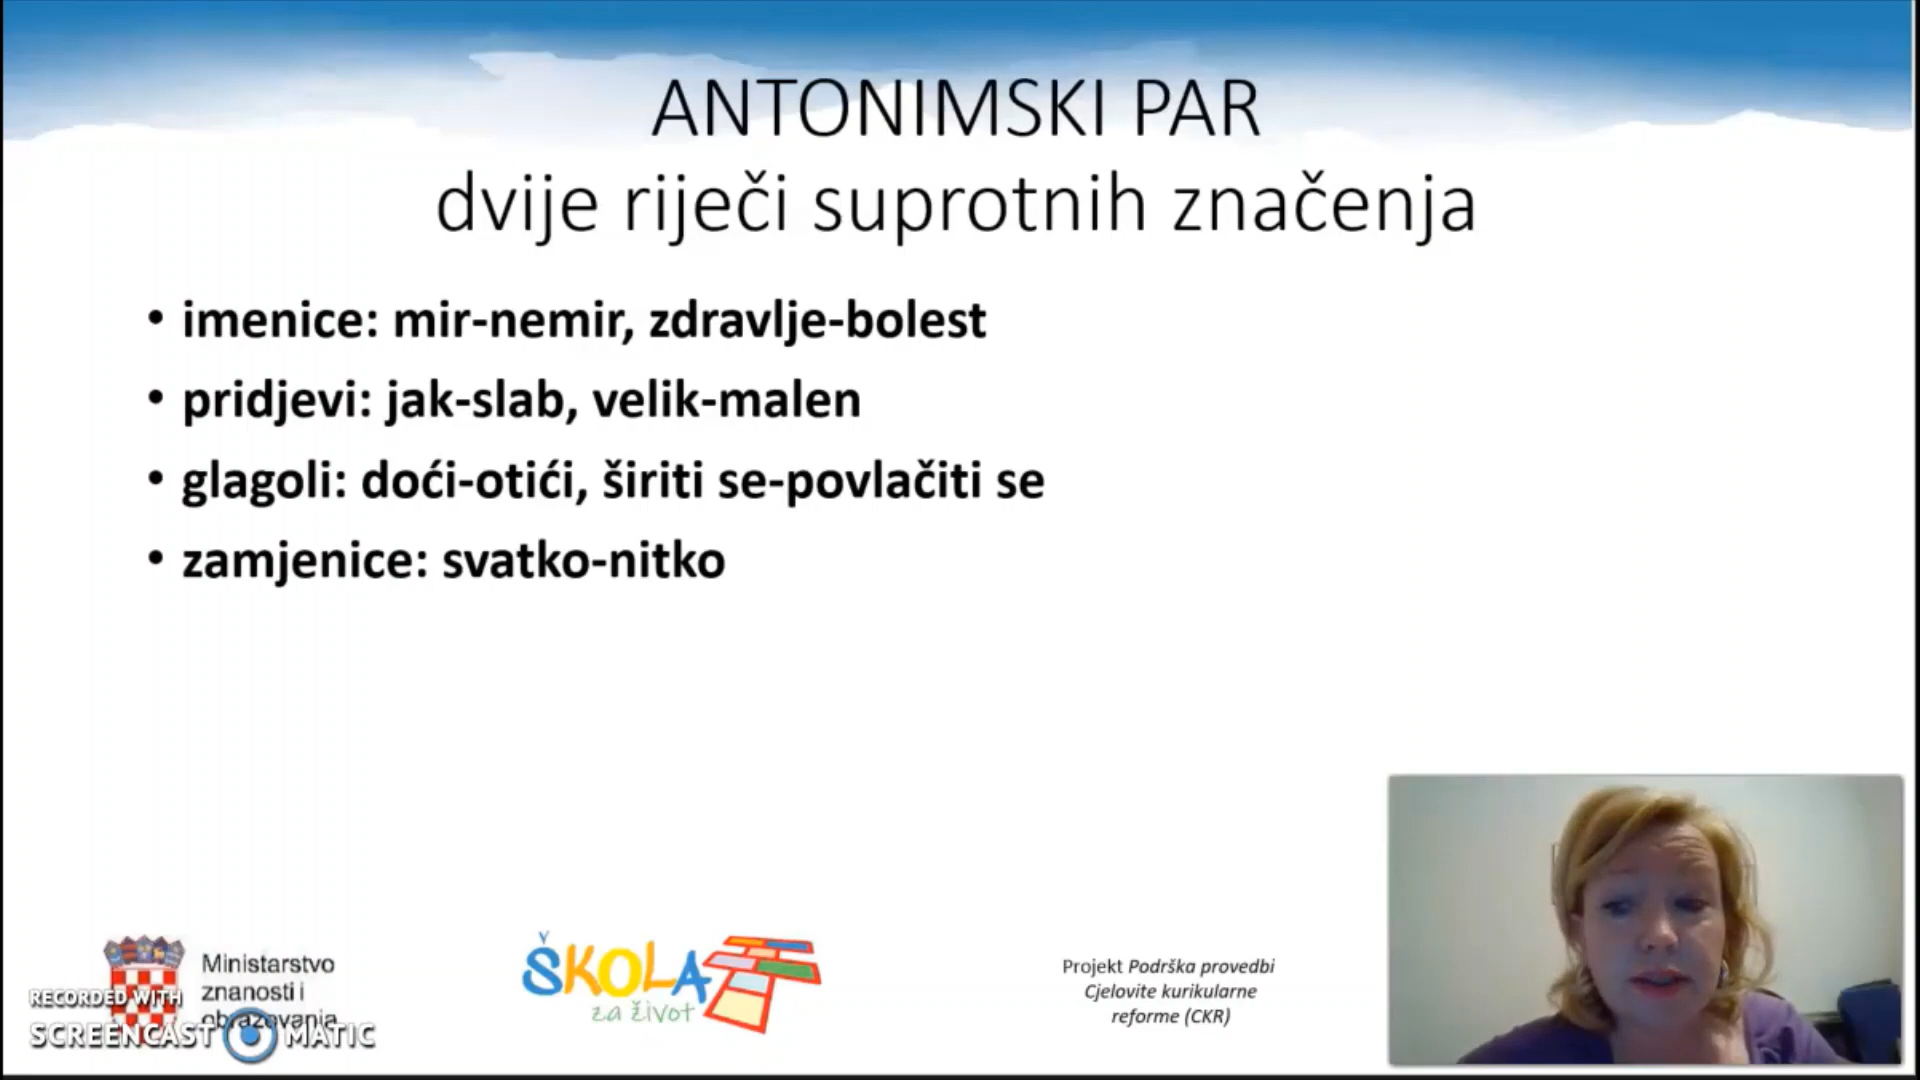 ANTONIMSKI PAR
dvije riječi suprotnih značenja
• imenice: mir-nemir, zdravlje-bolest
• pridjevi: jak-slab, velik-malen
• glagoli: doći-otići, širiti se-povlačiti se
• zamjenice: svatko-nitko
Ministarstvo
znanosti i
obrazovanja
RECORDED WITH
SCREENCAST MATIC
ŠKOLA
za život
Projekt Podrška provedbi
Cjelovite kurikularne
reforme (CKR)